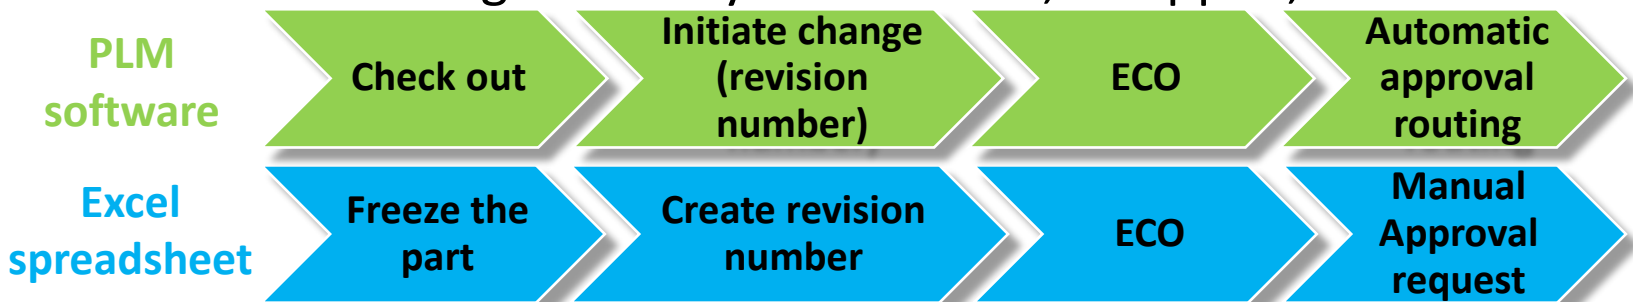 PLM
software
Check out
Initiate change
(revision
number)
ECO
Automatic
approval
routing
Excel
spreadsheet
Freeze the
part
Create revision
number
ECO
Manual
Approval
request